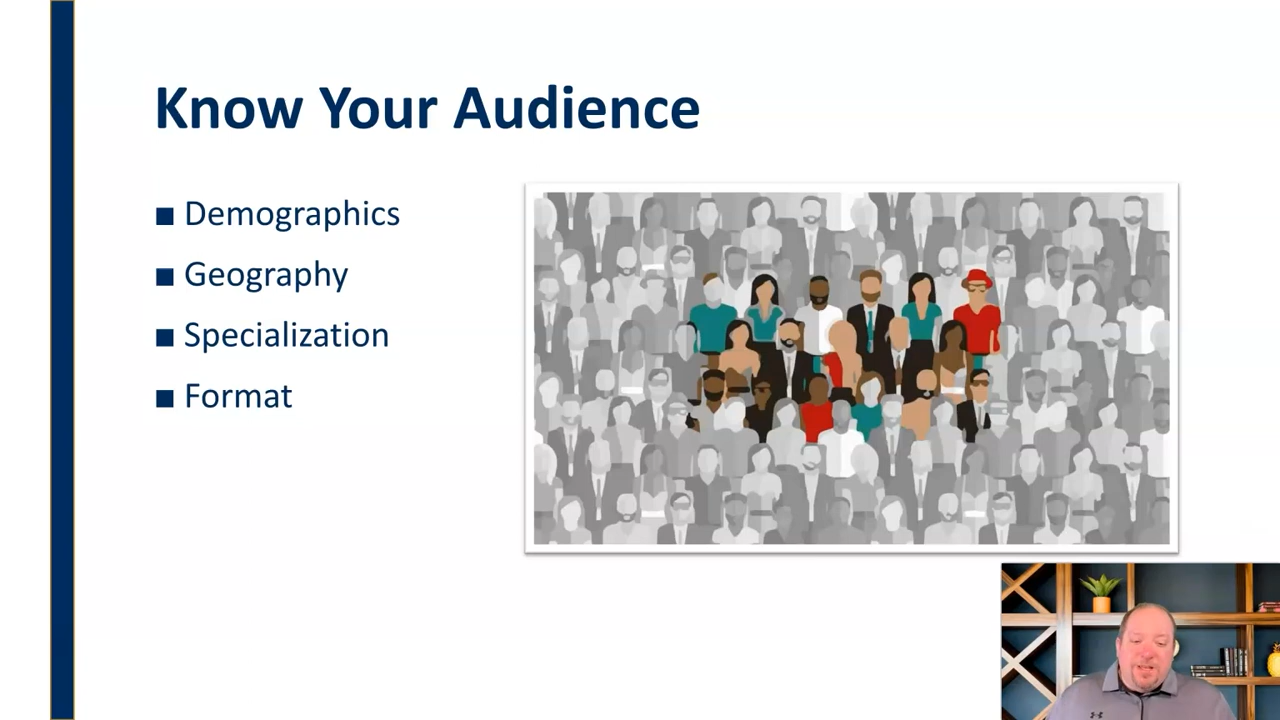 Know Your Audience
■ Demographics
■ Geography
■ Specialization
■ Format